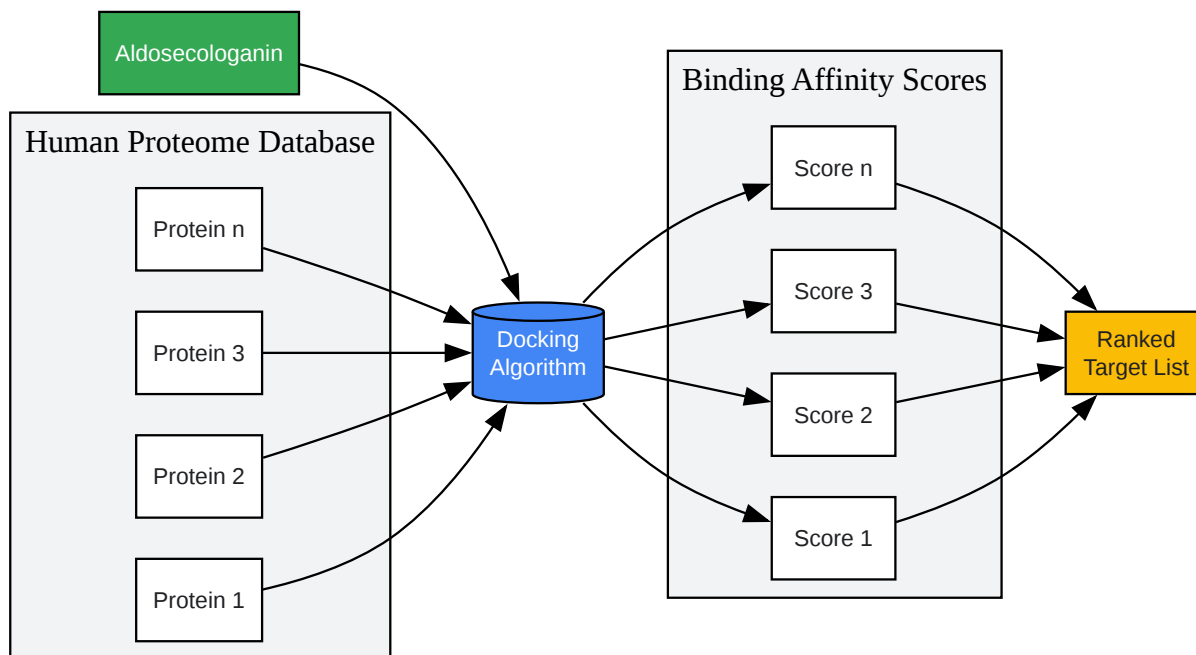 Aldosecologanin
Human Proteome Database
Protein n
Protein 3
Protein 2
Protein 1
Docking
Algorithm
Binding Affinity Scores
Score n
Score 3
Score 2
Score 1
Ranked
Target List